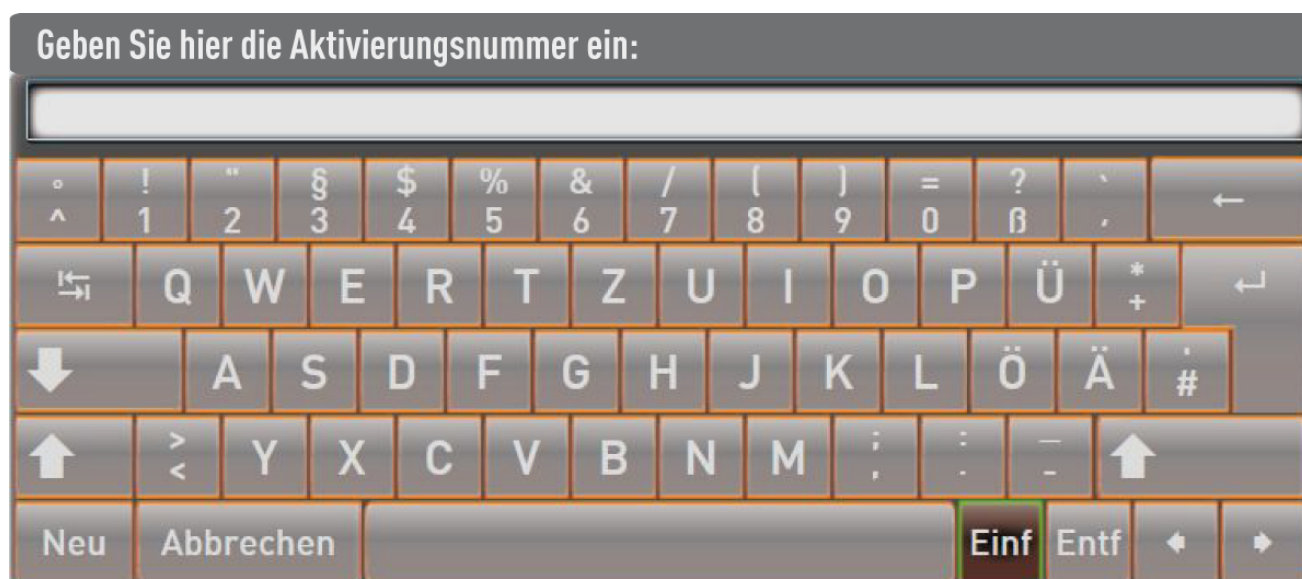 Geben Sie hier die Aktivierungsnummer ein:
° ! " § $ % & / ( ) = ? ` ←
^ 1 2 3 4 5 6 7 8 9 0 ß ´
Q W E R T Z U I O P Ü * ↵
+
A S D F G H J K L Ö Ä '
#
> Y X C V B N M ; : _
< , . -
Neu Abbrechen Einf Entf